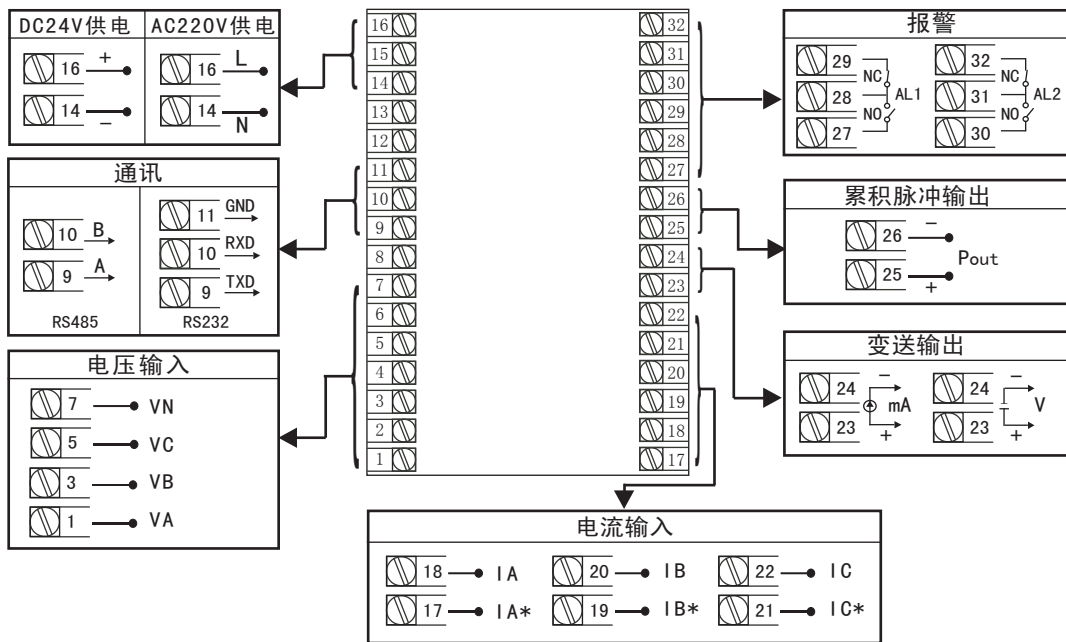 DC24V供电 AC220V供电
16 + 16 L
14 − 14 N
通讯
10 B
9 A
RS485
11 GND
10 RXD
9 TXD
RS232
电压输入
7 VN
5 VC
3 VB
1 VA
16 32
15 31
14 30
13 29
12 28
11 27
10 26
9 25
8 24
7 23
6 22
5 21
4 20
3 19
2 18
1 17
报警
29 NC
28 AL1
27 NO
32 NC
31 AL2
30 NO
累积脉冲输出
26 −
Pout
25 +
变送输出
24 − 24 −
mA V
23 + 23 +
电流输入
18 IA 20 IB 22 IC
17 IA* 19 IB* 21 IC*